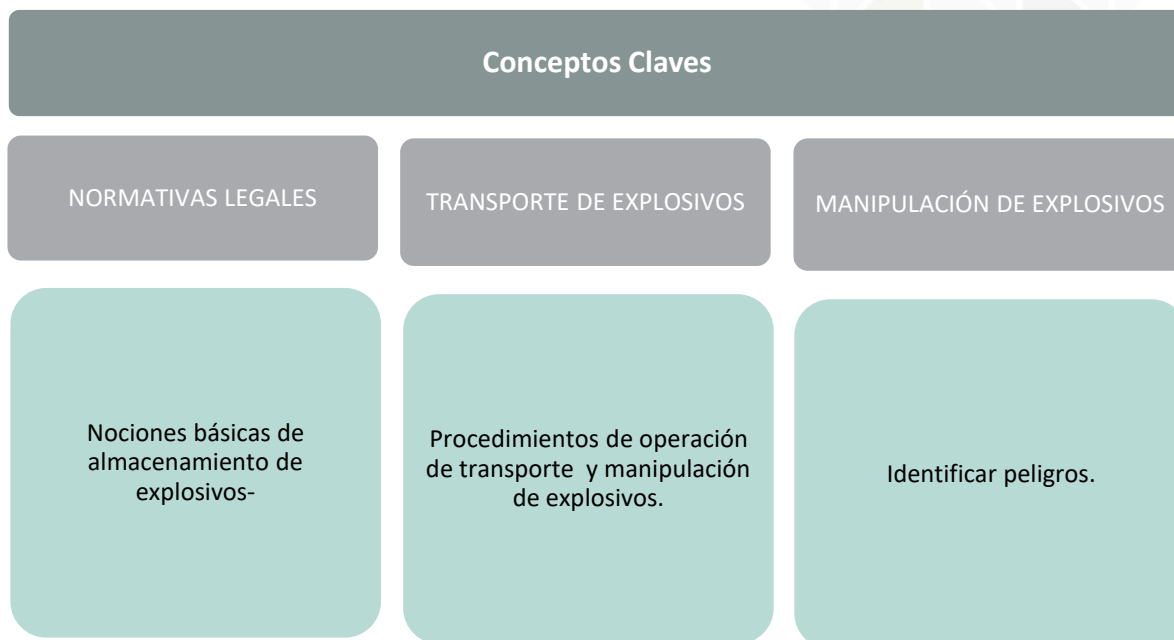 Conceptos Claves
NORMATIVAS LEGALES
TRANSPORTE DE EXPLOSIVOS
MANIPULACIÓN DE EXPLOSIVOS
Nociones básicas de
almacenamiento de
explosivos-
Procedimientos de operación
de transporte  y manipulación
de explosivos.
Identificar peligros.